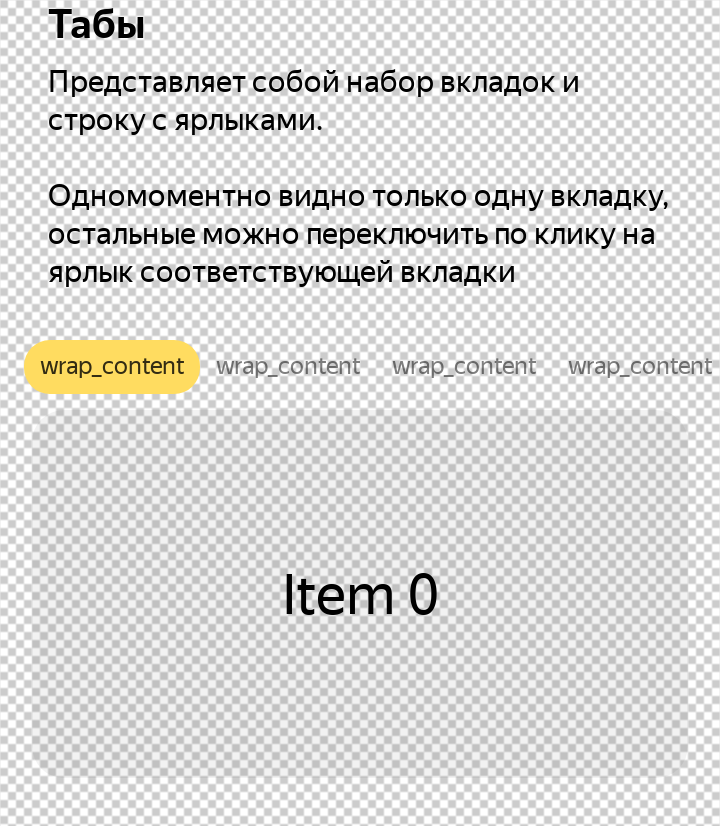 Табы
Представляет собой набор вкладок и
строку с ярлыками.
Одномоментно видно только одну вкладку,
остальные можно переключить по клику на
ярлык соответствующей вкладки
wrap_content wrap_content wrap_content wrap_content
Item 0